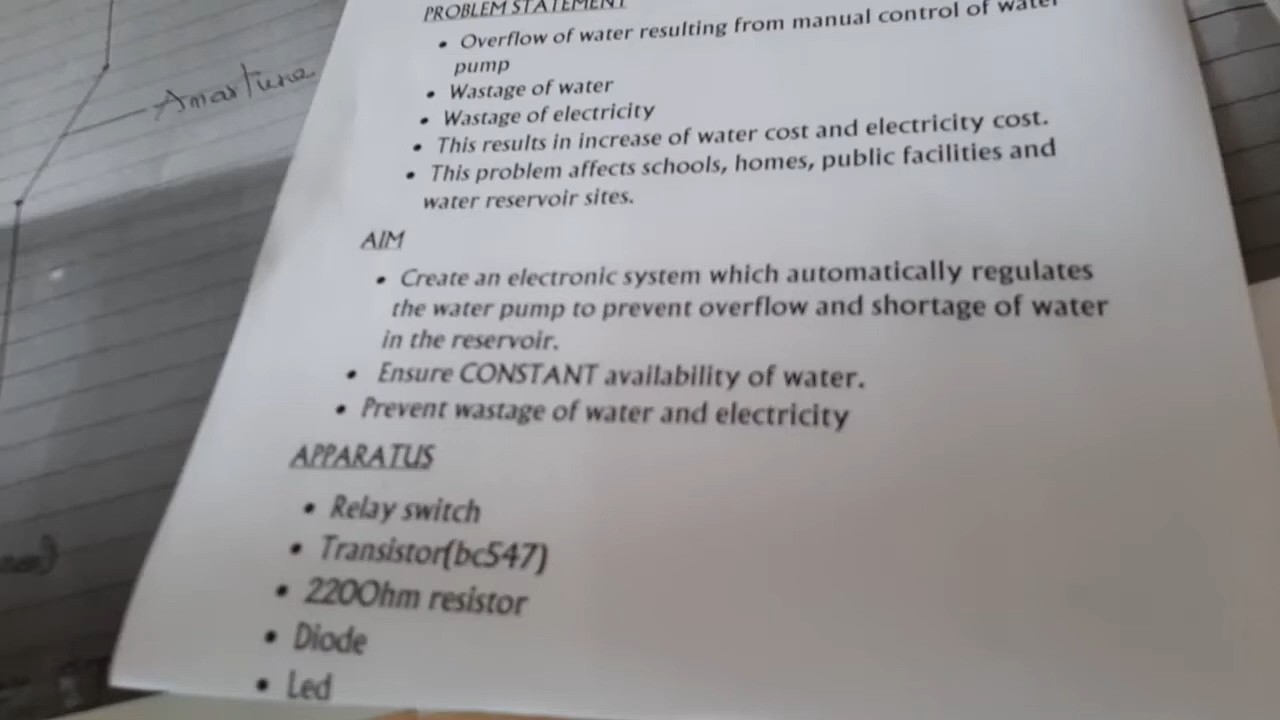 Amartura
PROBLEM STATEMENT
• Overflow of water resulting from manual control of water
pump
• Wastage of water
• Wastage of electricity
• This results in increase of water cost and electricity cost.
• This problem affects schools, homes, public facilities and
water reservoir sites.
AIM
• Create an electronic system which automatically regulates
the water pump to prevent overflow and shortage of water
in the reservoir.
• Ensure CONSTANT availability of water.
• Prevent wastage of water and electricity
APPARATUS
• Relay switch
• Transistor(bc547)
• 220Ohm resistor
• Diode
• Led